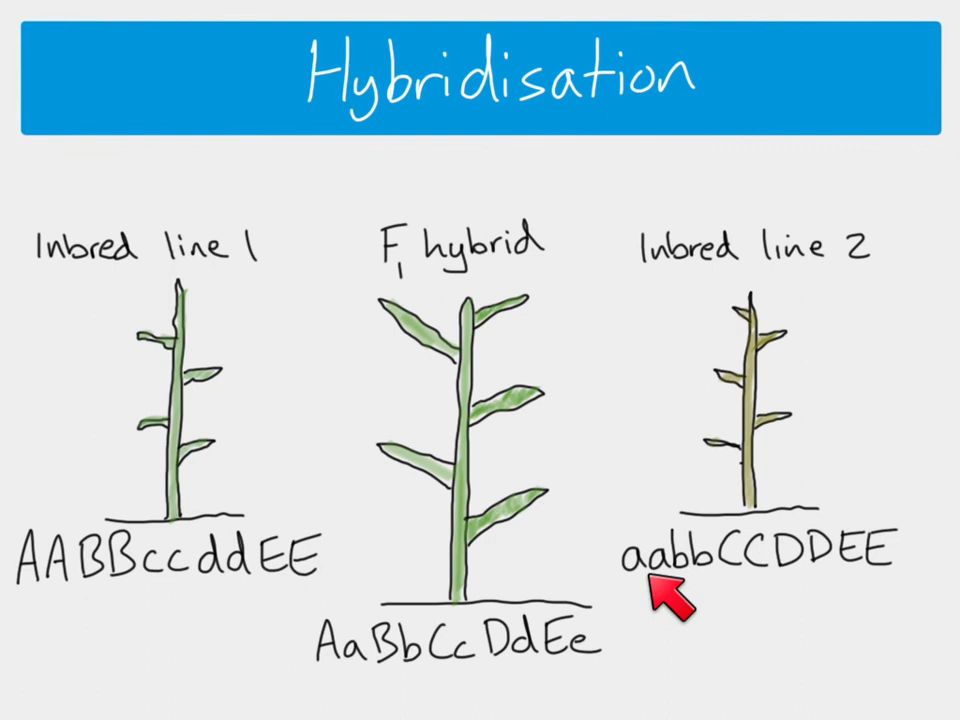 Hybridisation
Inbred line 1
F1 hybrid
Inbred line 2
AABBccddEE
aabbCCDDEE
AaBbCcDdEe